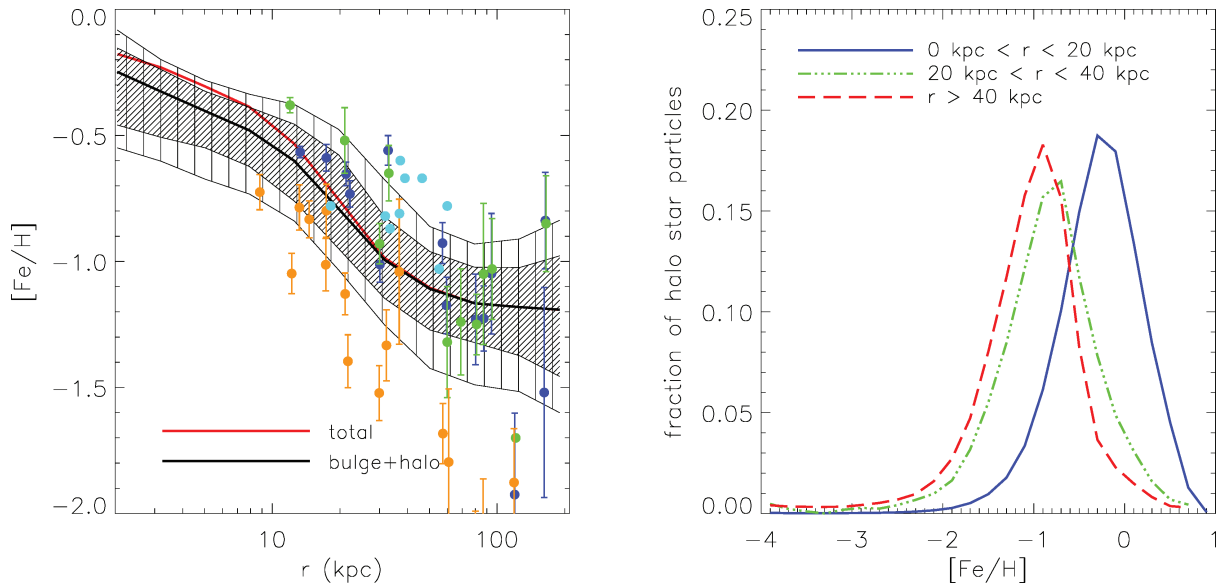 0.0
−0.5
−1.0
−1.5
−2.0
[Fe/H]
total
bulge+halo
10
100
r (kpc)
0.25
0.20
0.15
0.10
0.05
0.00
fraction of halo star particles
0 kpc < r < 20 kpc
20 kpc < r < 40 kpc
r > 40 kpc
−4
−3
−2
−1
0
1
[Fe/H]